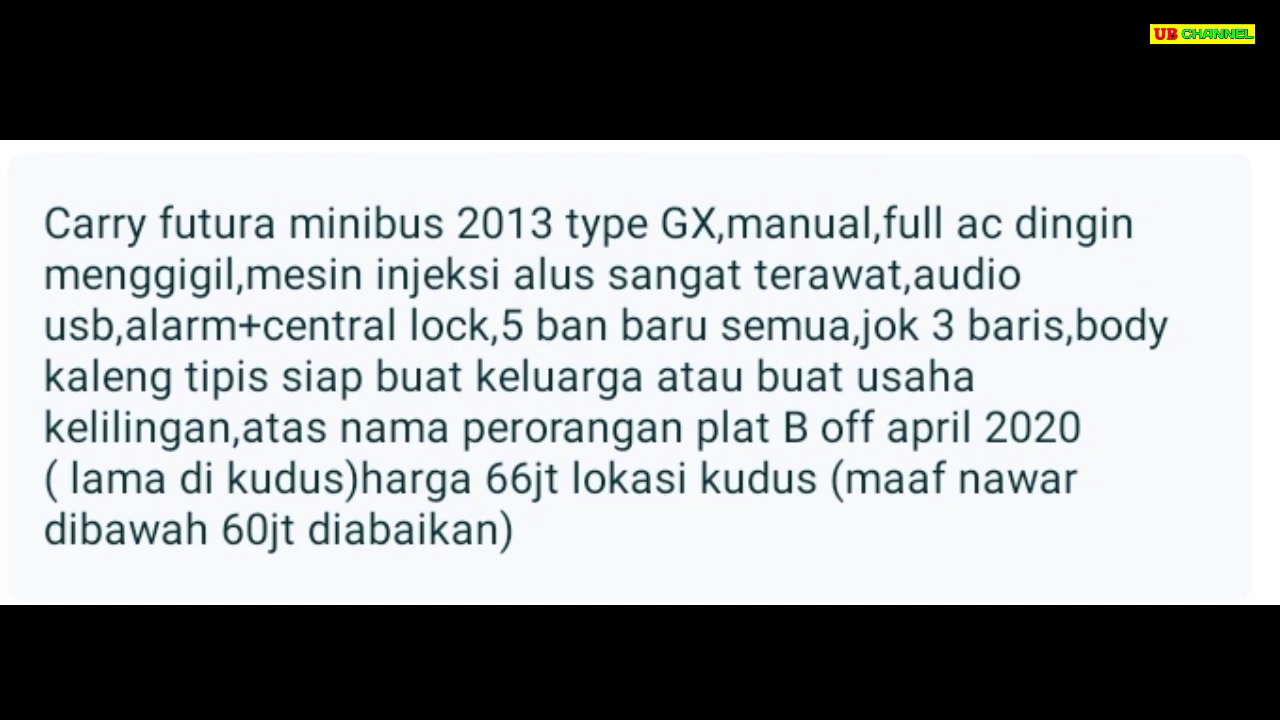 UB CHANNEL
Carry futura minibus 2013 type GX,manual,full ac dingin
menggigil,mesin injeksi alus sangat terawat,audio
usb,alarm+central lock,5 ban baru semua,jok 3 baris,body
kaleng tipis siap buat keluarga atau buat usaha
kelilingan,atas nama perorangan plat B off april 2020
( lama di kudus)harga 66jt lokasi kudus (maaf nawar
dibawah 60jt diabaikan)